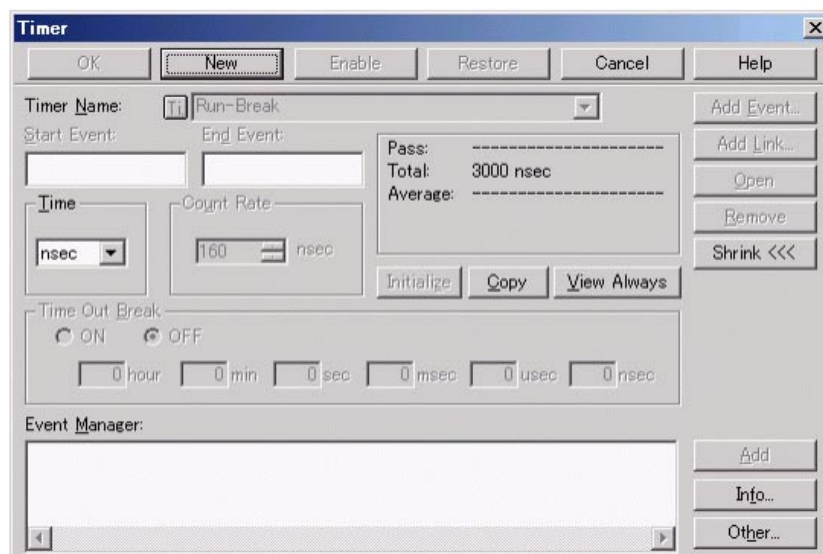 Timer
OK New Enable Restore Cancel Help
Timer Name: Ti Run-Break Add Event...
Start Event: End Event:
Pass: -----------------------
Total: 3000 nsec
Average: -----------------------
Add Link...
Open
Remove
Shrink <<<
Time
nsec
Count Rate
160 nsec
Initialize Copy View Always
Time Out Break
ON OFF
0 hour 0 min 0 sec 0 msec 0 usec 0 nsec
Event Manager:
Add
Info...
Other...